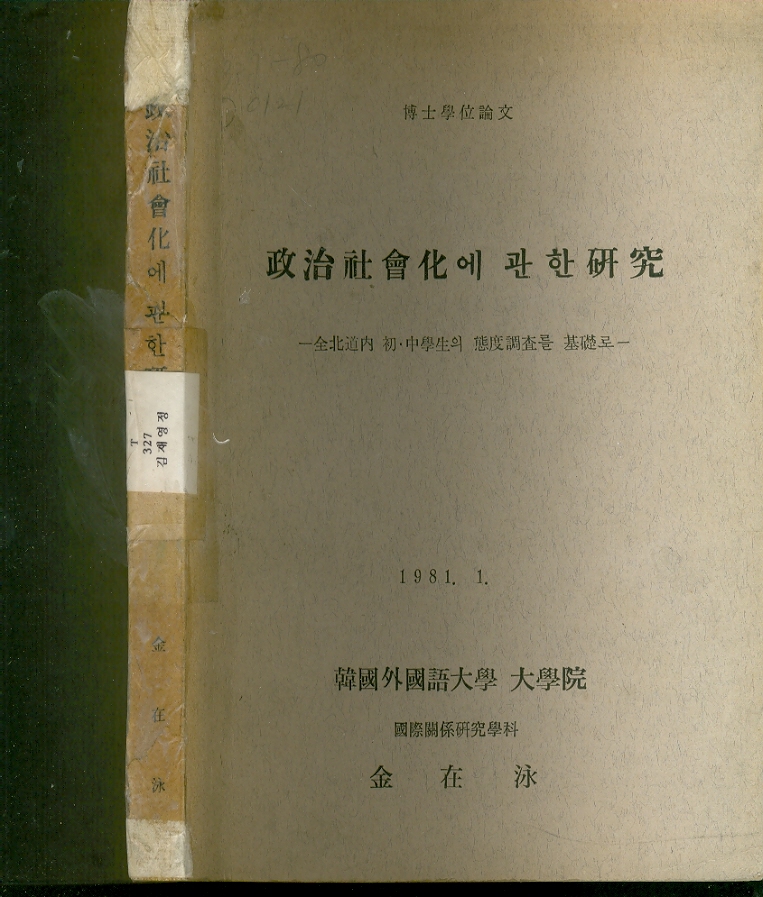 博士學位論文
政治社會化에 관한 研究
―全北道內 初·中學生의 態度調査를 基礎로―
1981. 1.
韓國外國語大學 大學院
國際關係硏究學科
金 在 泳
政治社會化에 관한
T
327
김재영정
金 在 泳